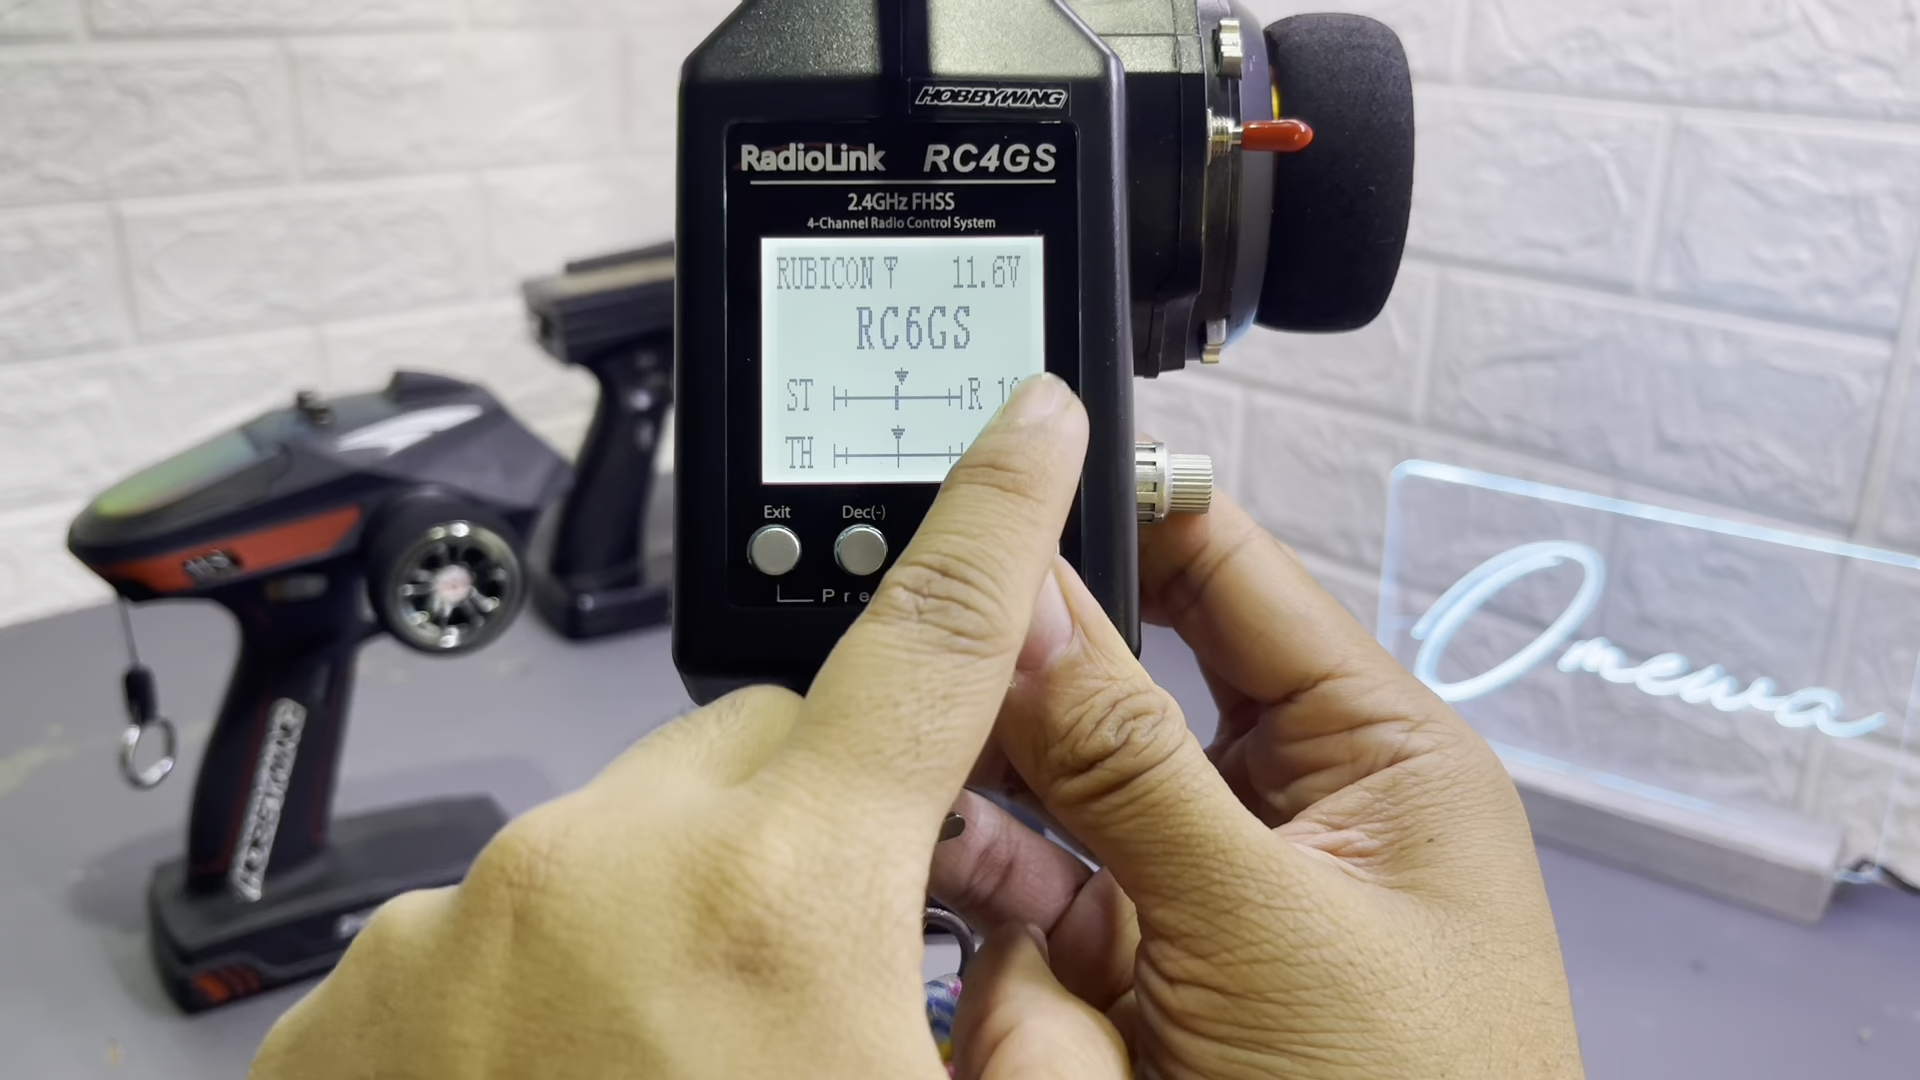 HOBBYWING
RadioLink RC4GS
2.4GHz FHSS
4-Channel Radio Control System
RUBICON 11.6V
RC6GS
ST R
TH
Exit Dec(-)
Omewa
HOBBYWING